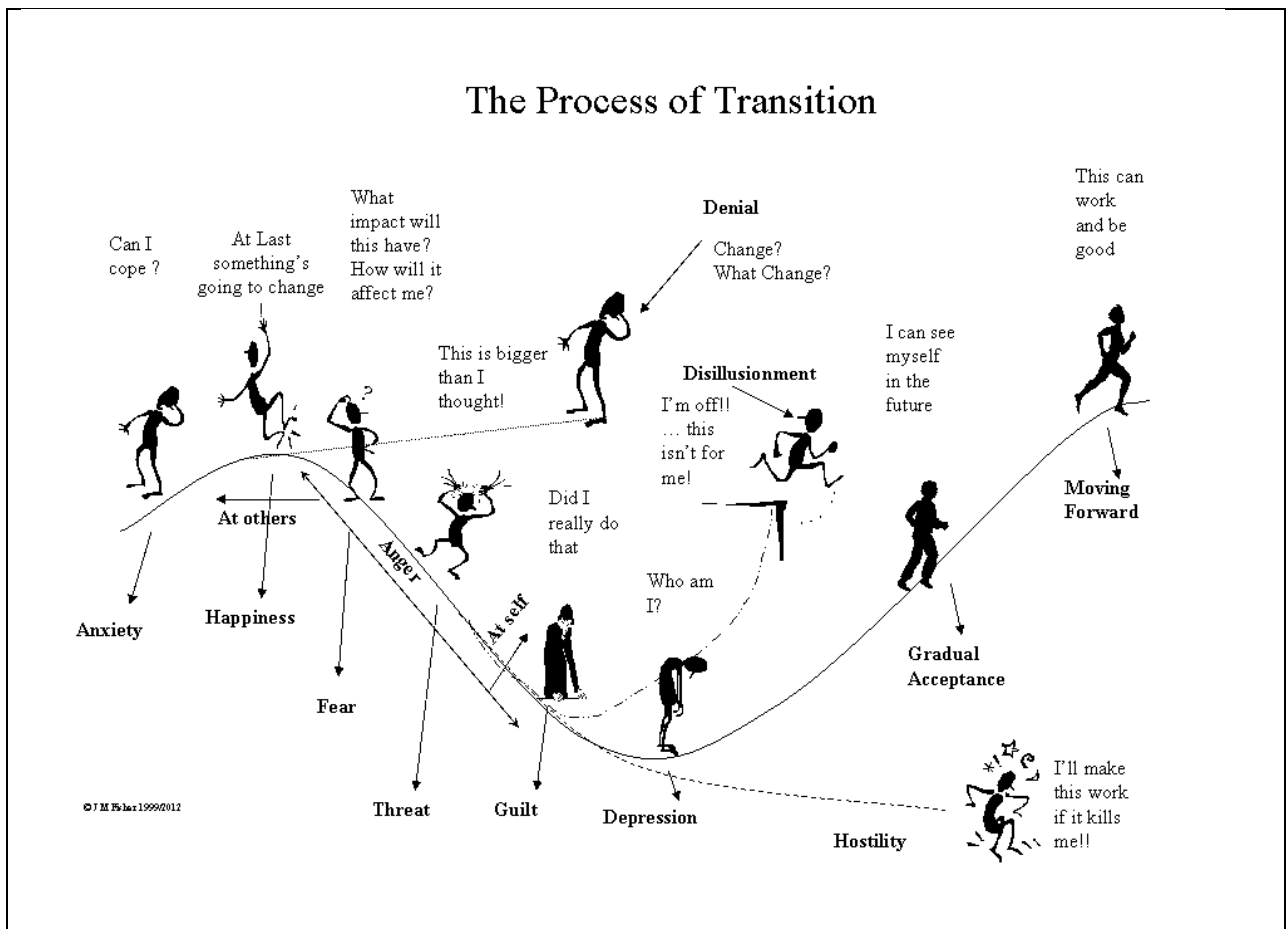 The Process of Transition
Can I
cope ?
At Last
something's
going to change
What
impact will
this have?
How will it
affect me?
This is bigger
than I
thought!
Denial
Change?
What Change?
This can
work
and be
good
Disillusionment
I'm off!!
... this
isn't for
me!
I can see
myself
in the
future
?
At others
Anger
At self
Did I
really do
that
Who am
I?
Moving
Forward
Anxiety
Happiness
Fear
Threat
Guilt
Depression
Gradual
Acceptance
Hostility
I'll make
this work
if it kills
me!!
© J M Fisher 1999/2012